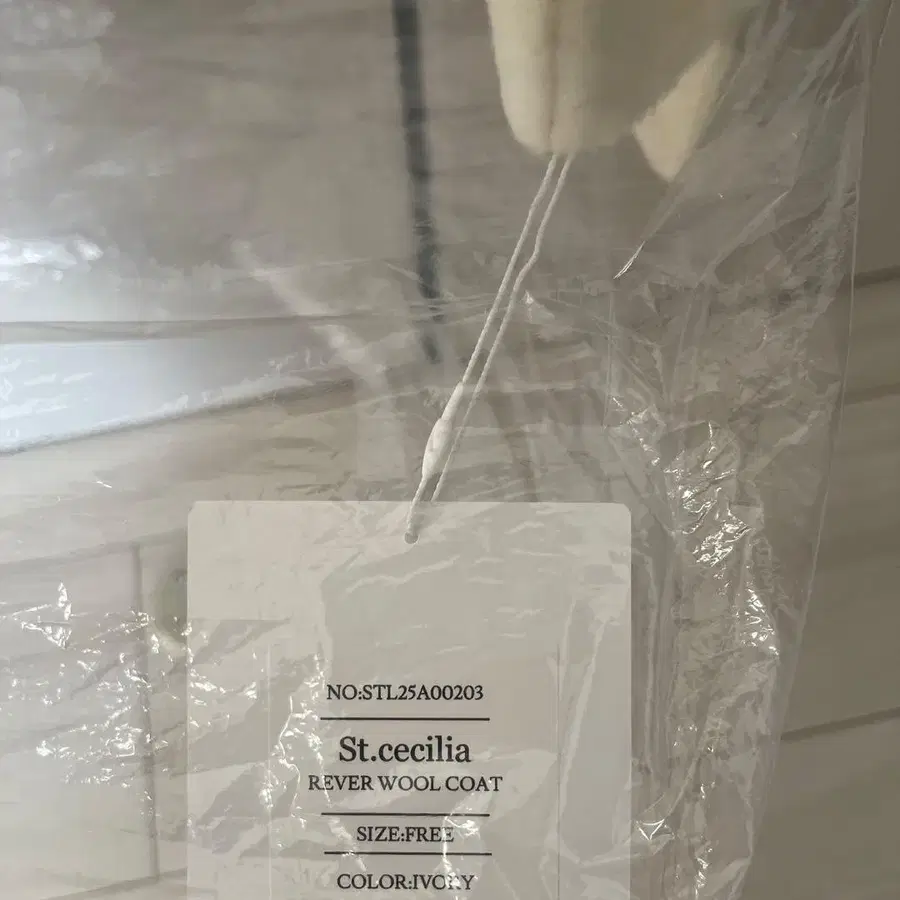 NO:STL25A00203
St.cecilia
REVER WOOL COAT
SIZE:FREE
COLOR:IVORY